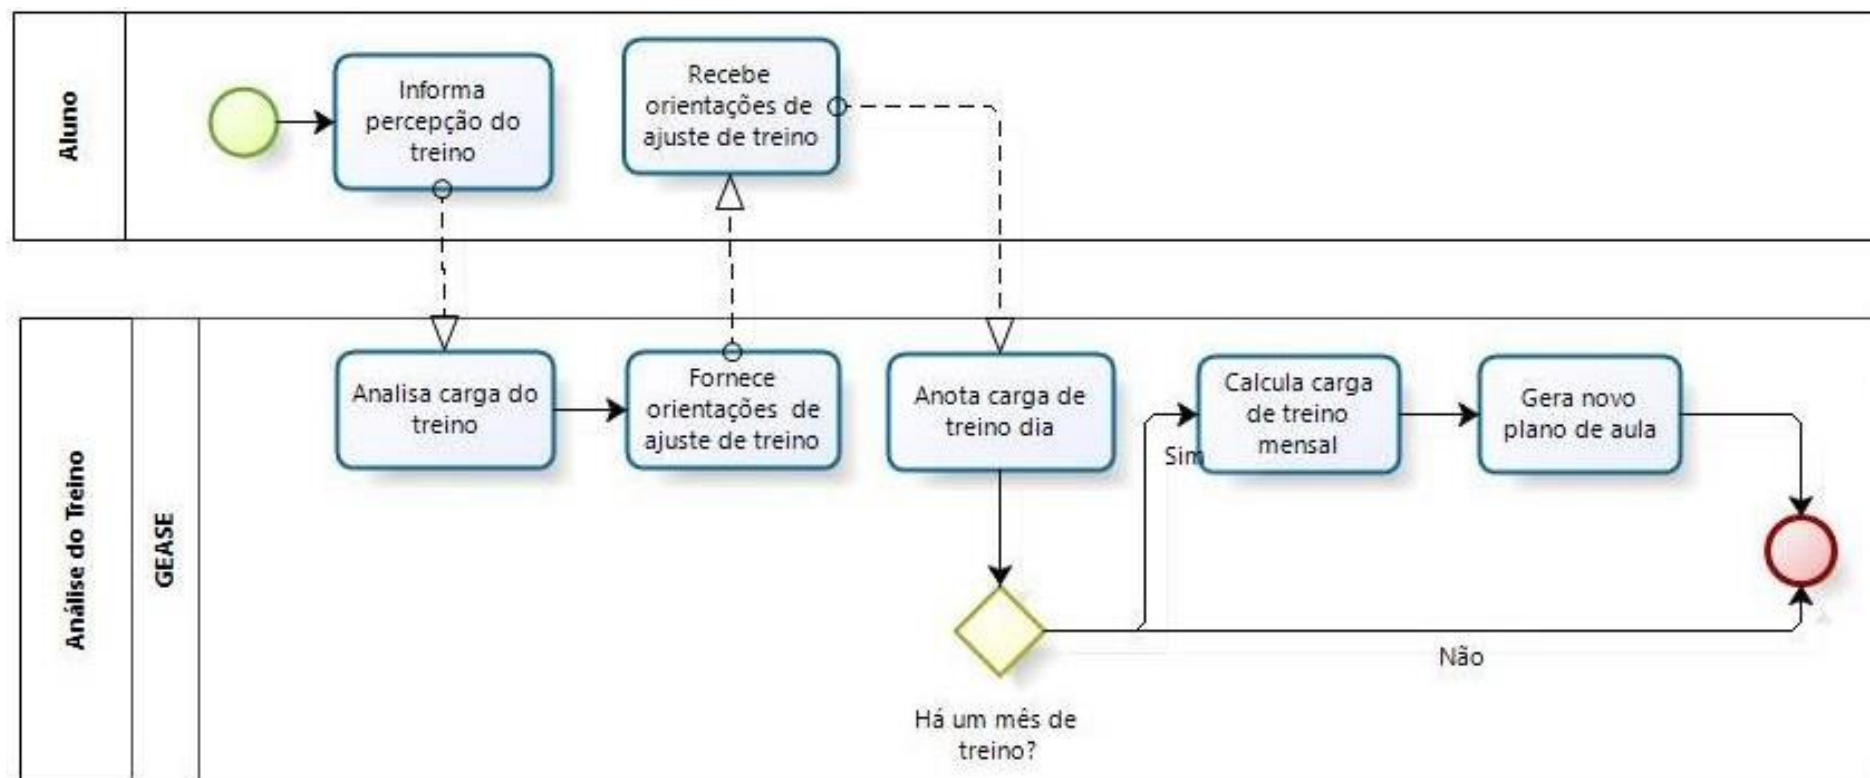 Aluno
Informa
percepção do
treino
Recebe
orientações de
ajuste de treino
Análise do Treino
GEASE
Analisa carga do
treino
Fornece
orientações de
ajuste de treino
Anota carga de
treino dia
Sim
Calcula carga
de treino
mensal
Gera novo
plano de aula
Não
Há um mês de
treino?